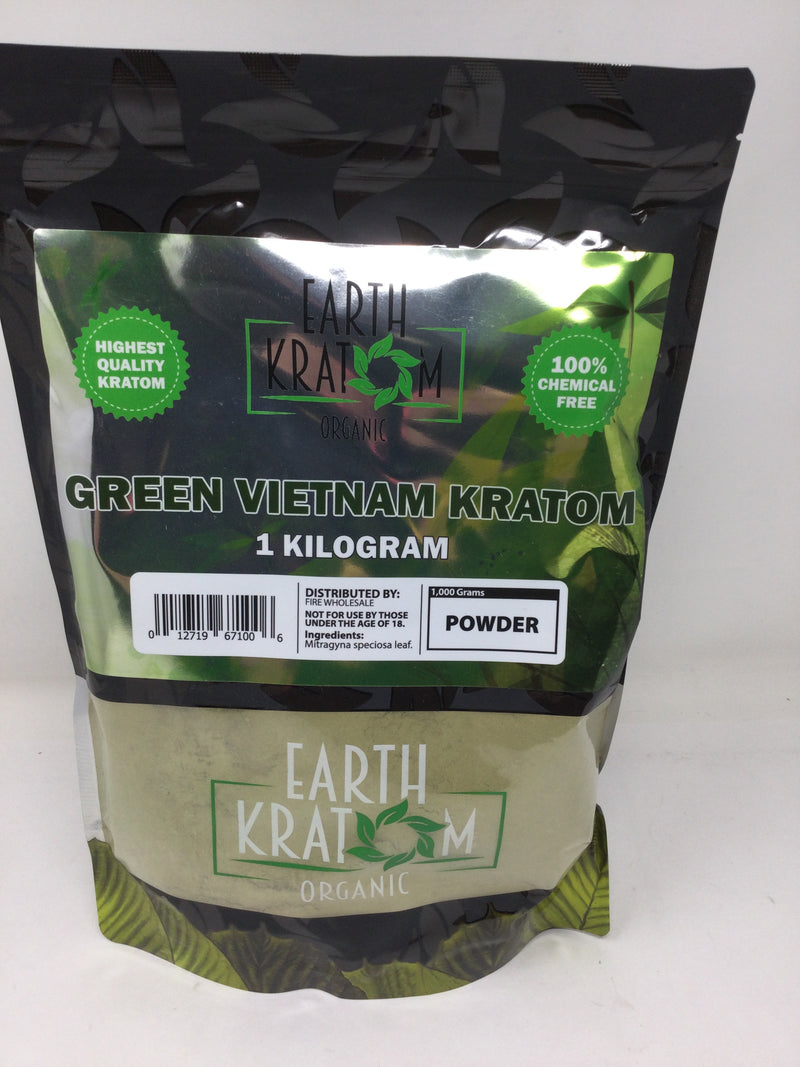 EARTH
KRATOM
ORGANIC
HIGHEST
QUALITY
KRATOM
100%
CHEMICAL
FREE
GREEN VIETNAM KRATOM
1 KILOGRAM
0 12719 67100 6
DISTRIBUTED BY:
FIRE WHOLESALE
NOT FOR USE BY THOSE
UNDER THE AGE OF 18.
Ingredients:
Mitragyna speciosa leaf.
1,000 Grams
POWDER
EARTH
KRATOM
ORGANIC